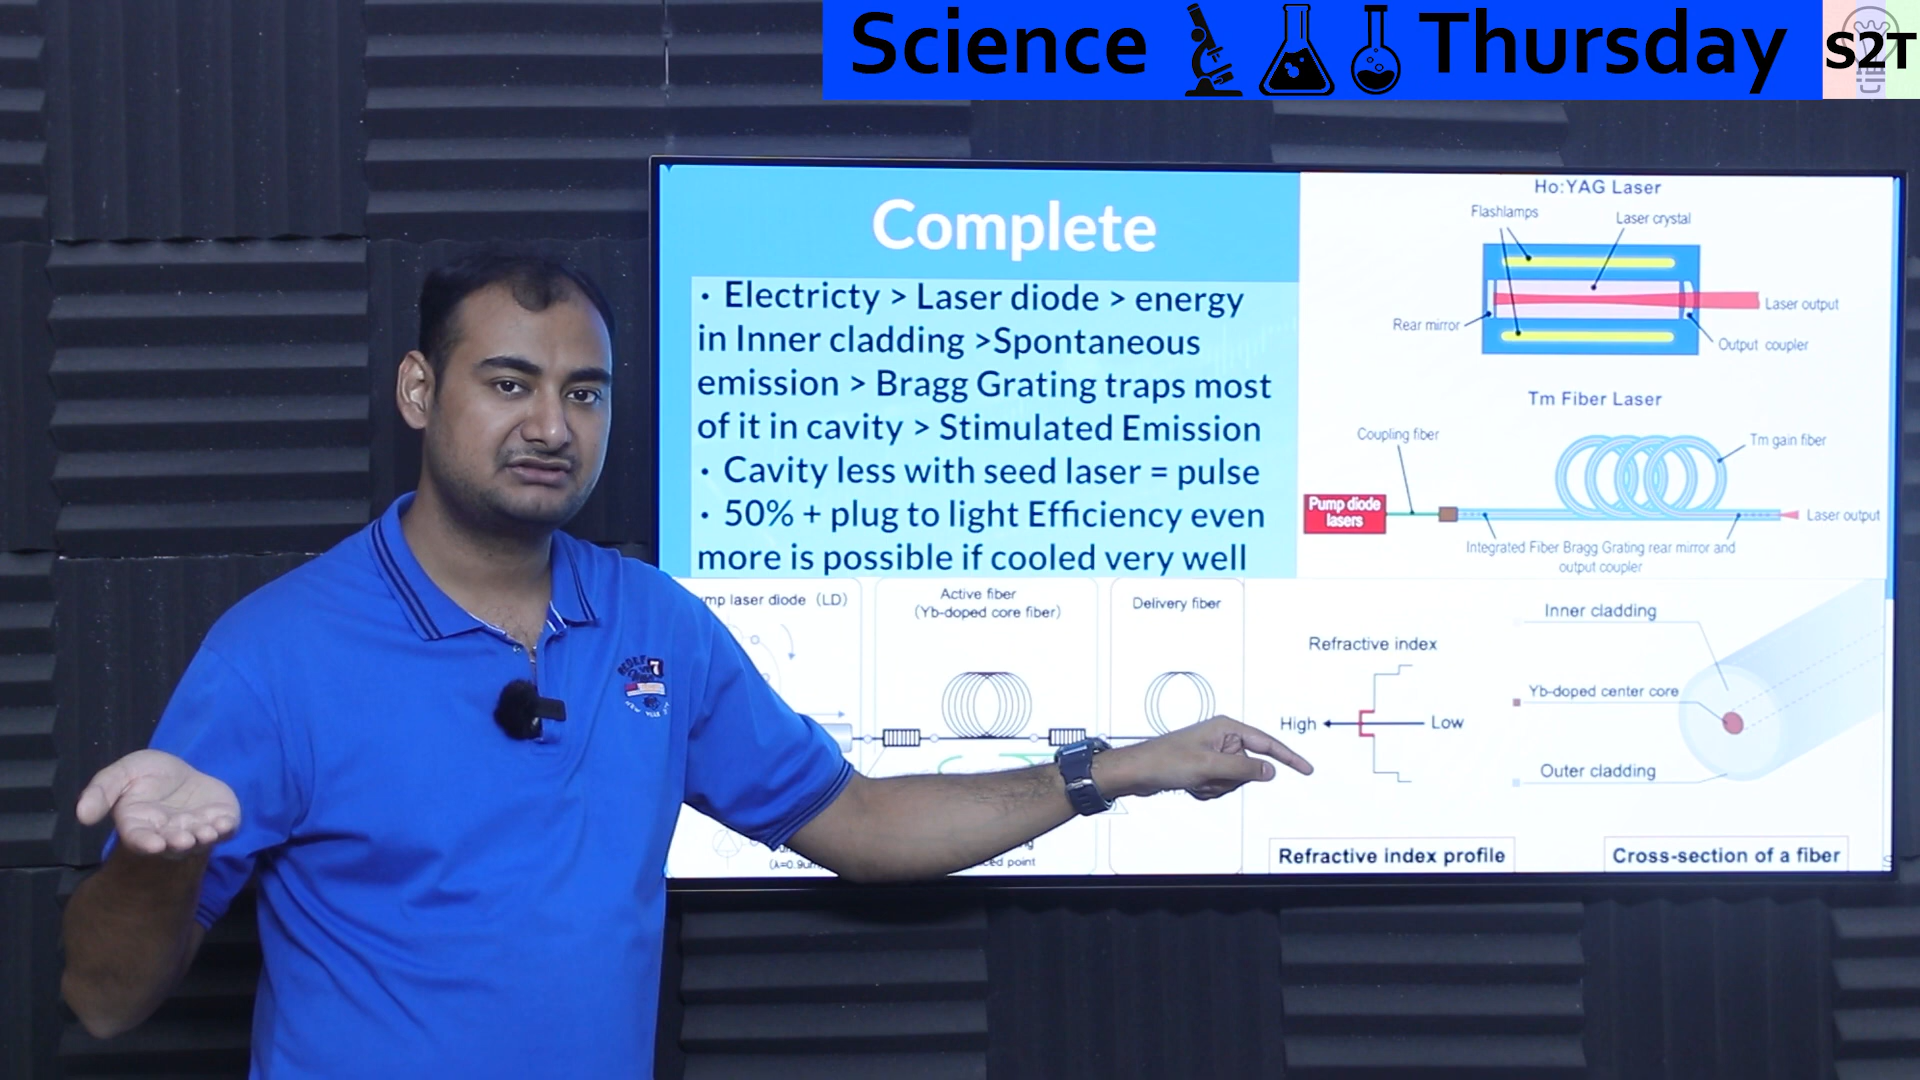 Science Thursday
S2T
Complete
· Electricty > Laser diode > energy
in Inner cladding >Spontaneous
emission > Bragg Grating traps most
of it in cavity > Stimulated Emission
· Cavity less with seed laser = pulse
· 50% + plug to light Efficiency even
more is possible if cooled very well
Ho:YAG Laser
Flashlamps
Laser crystal
Laser output
Rear mirror
Output coupler
Tm Fiber Laser
Coupling fiber
Tm gain fiber
Pump diode
lasers
Laser output
Integrated Fiber Bragg Grating rear mirror and
output coupler
mp laser diode (LD)
Active fiber
(Yb-doped core fiber)
Delivery fiber
Refractive index
High
Low
Refractive index profile
Inner cladding
Yb-doped center core
Outer cladding
Cross-section of a fiber
(λ=0.9
ced point